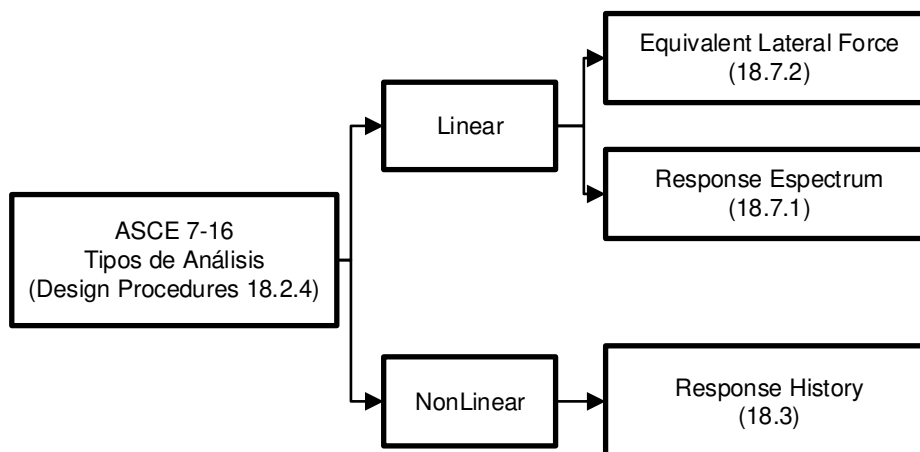 Equivalent Lateral Force
(18.7.2)
Linear
Response Espectrum
(18.7.1)
ASCE 7-16
Tipos de Análisis
(Design Procedures 18.2.4)
NonLinear
Response History
(18.3)